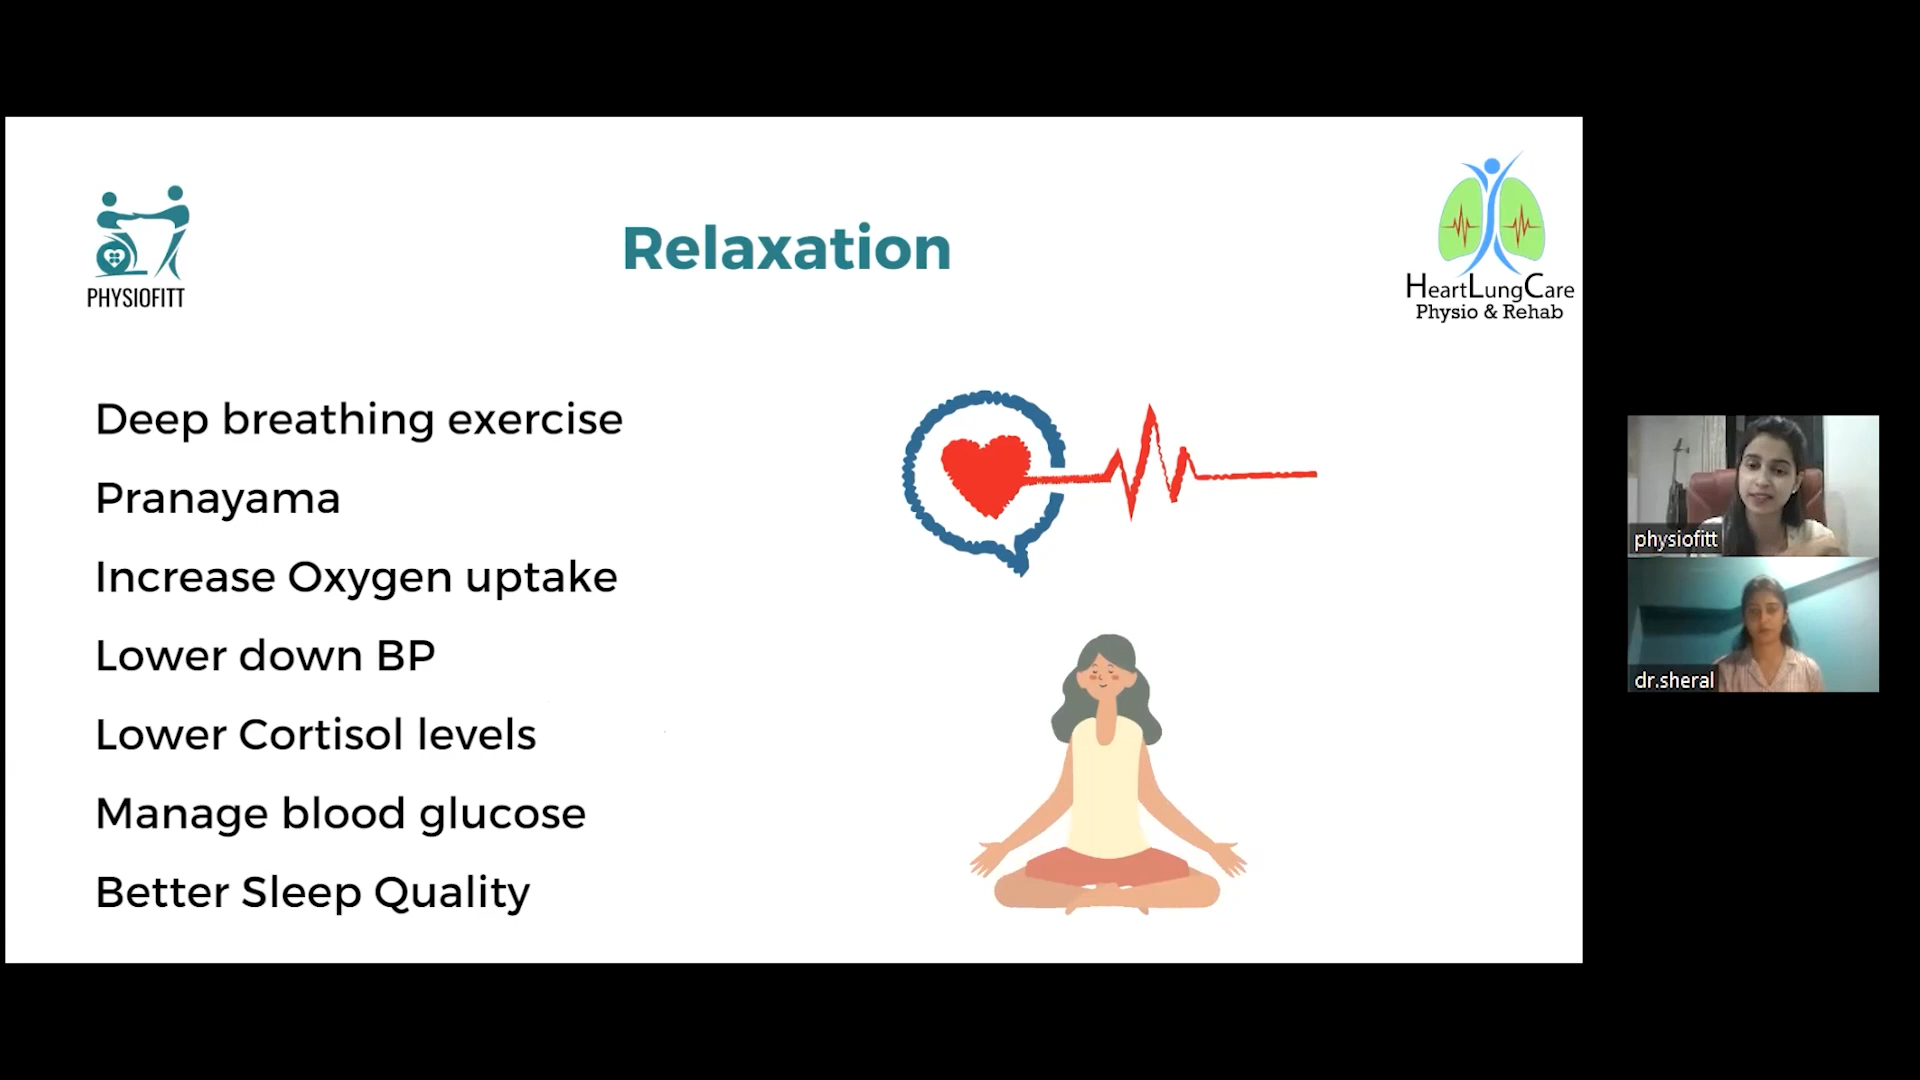 PHYSIOFITT
Relaxation
HeartLungCare
Physio & Rehab
Deep breathing exercise
Pranayama
Increase Oxygen uptake
Lower down BP
Lower Cortisol levels
Manage blood glucose
Better Sleep Quality
physiofitt
dr.sheral